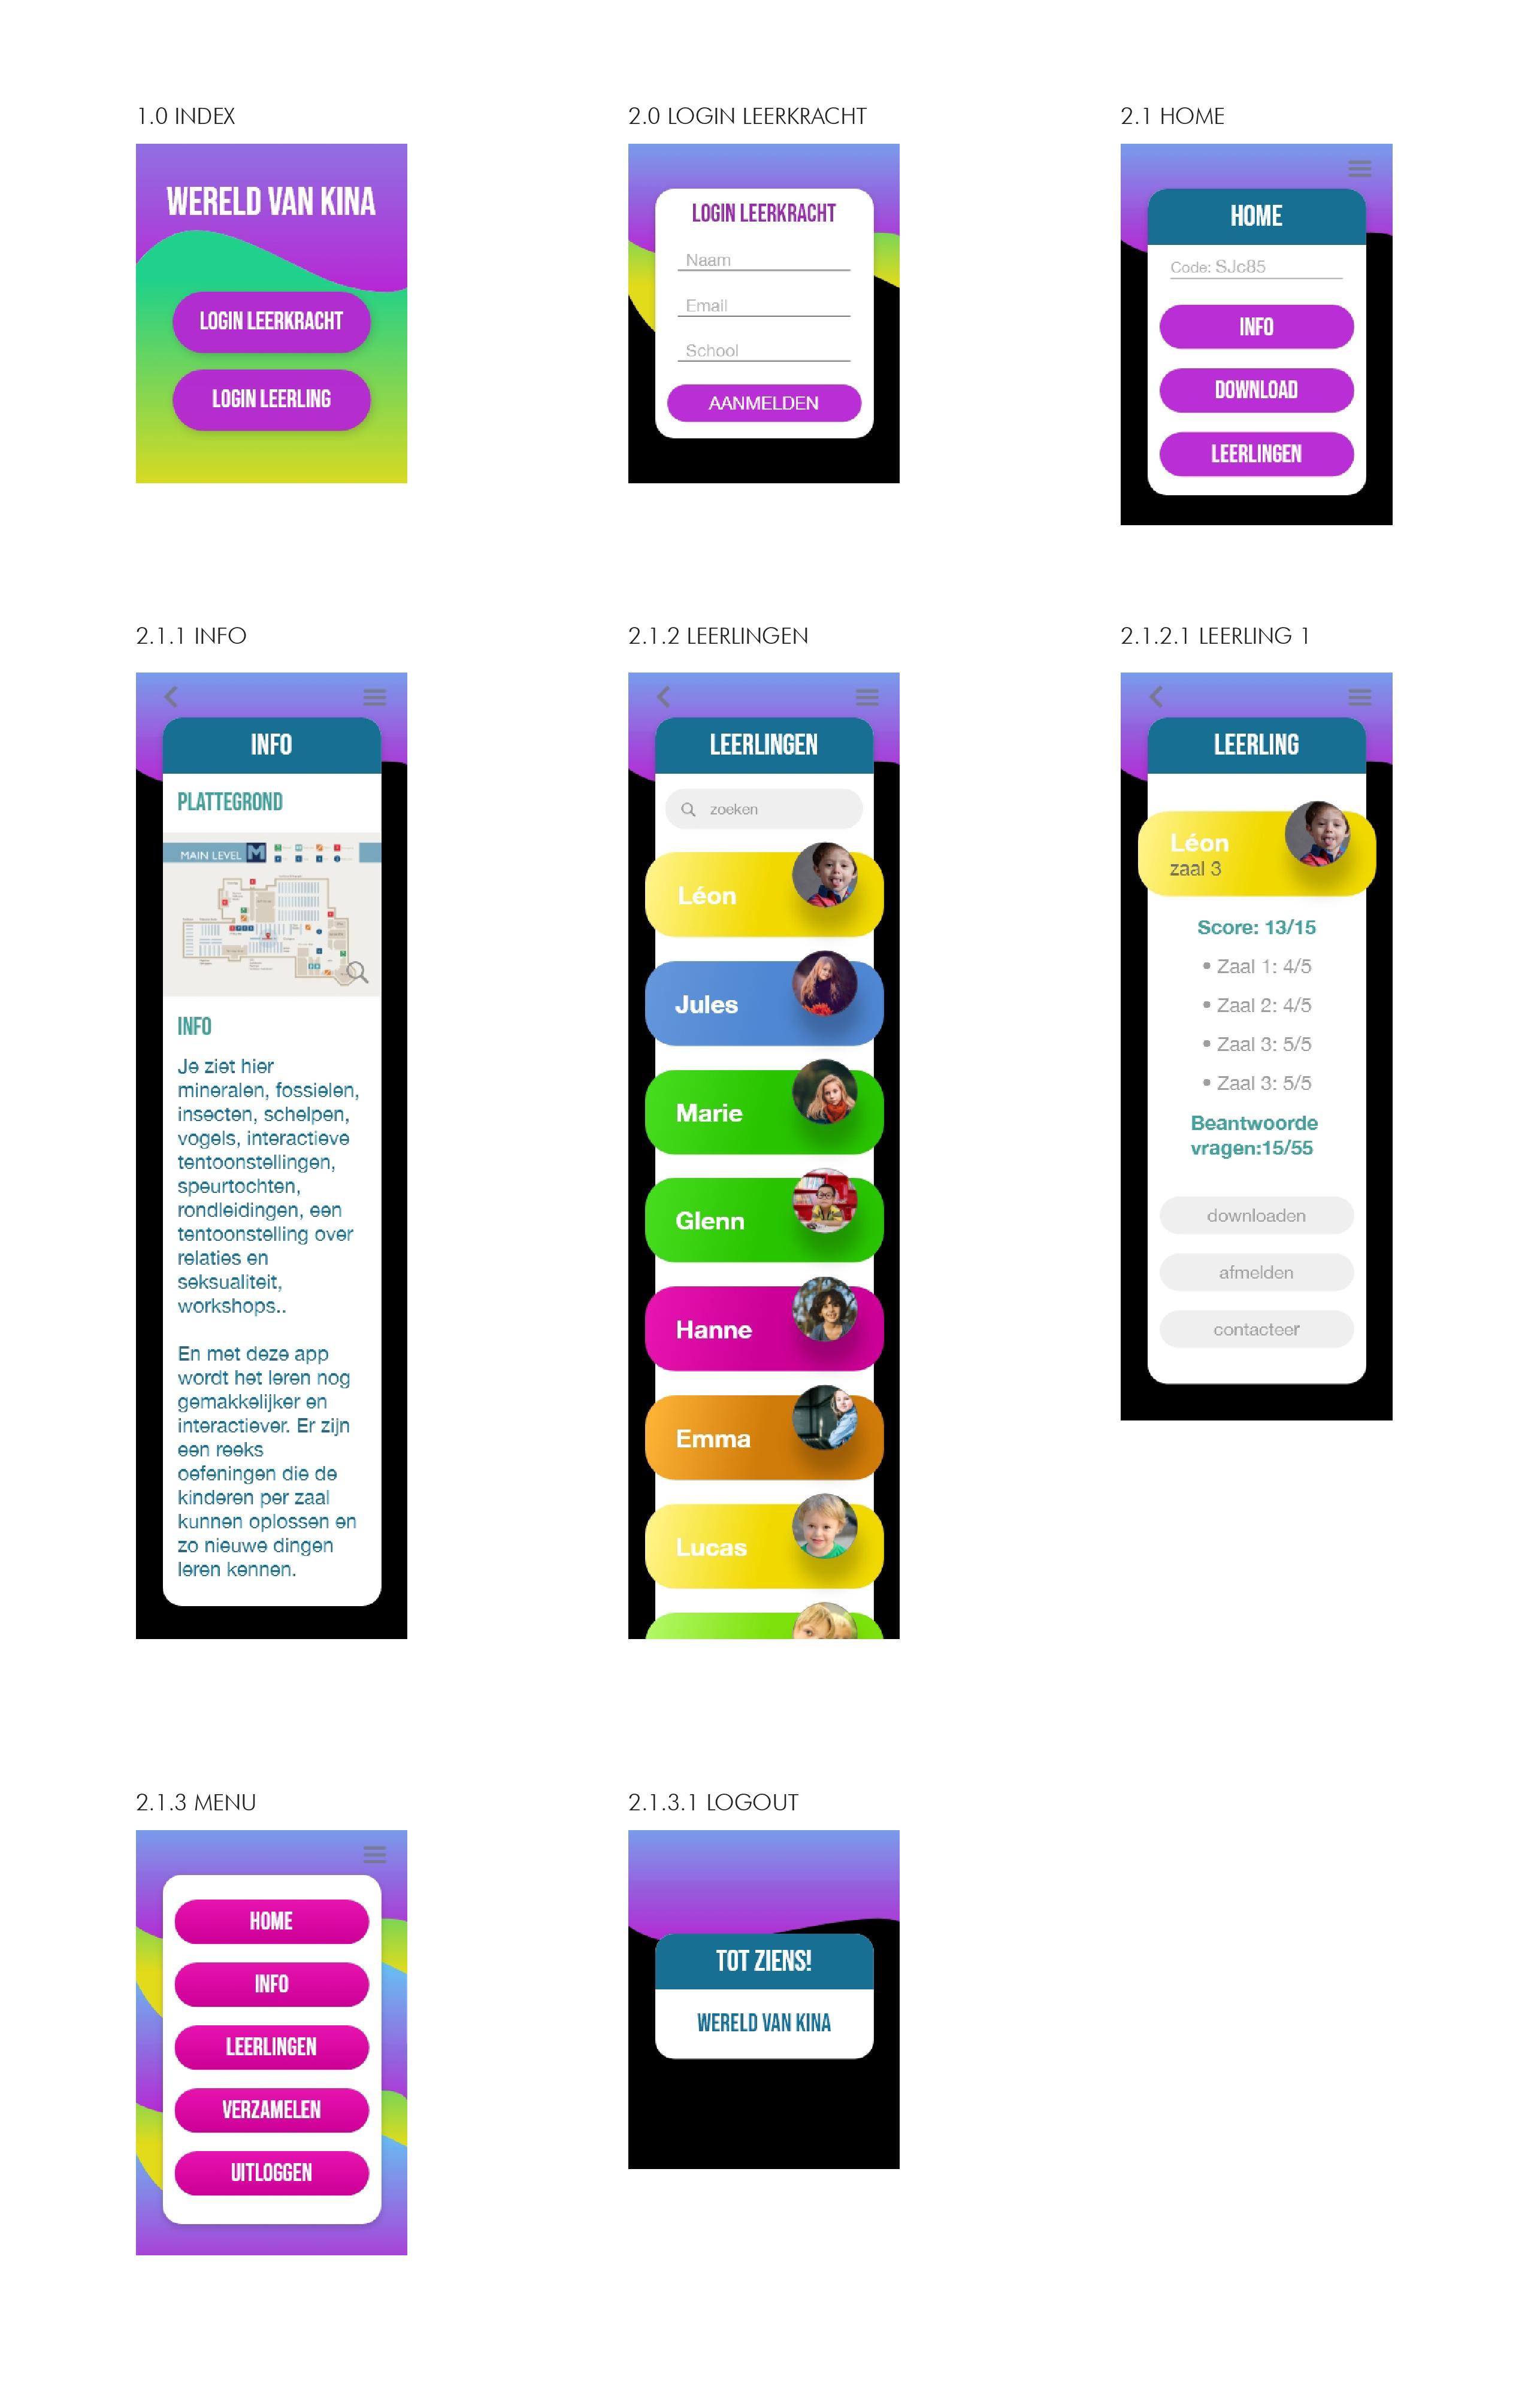 1.0 INDEX
WERELD VAN KINA
LOGIN LEERKRACHT
LOGIN LEERLING
2.0 LOGIN LEERKRACHT
LOGIN LEERKRACHT
Naam
Email
School
AANMELDEN
2.1 HOME
HOME
Code: SJc85
INFO
DOWNLOAD
LEERLINGEN
2.1.1 INFO
INFO
PLATTEGROND
MAIN LEVEL M
INFO
Je ziet hier
mineralen, fossielen,
insecten, schelpen,
vogels, interactieve
tentoonstellingen,
speurtochten,
rondleidingen, een
tentoonstelling over
relaties en
seksualiteit,
workshops..
En met deze app
wordt het leren nog
gemakkelijker en
interactiever. Er zijn
een reeks
oefeningen die de
kinderen per zaal
kunnen oplossen en
zo nieuwe dingen
leren kennen.
2.1.2 LEERLINGEN
LEERLINGEN
zoeken
Léon
Jules
Marie
Glenn
Hanne
Emma
Lucas
2.1.2.1 LEERLING 1
LEERLING
Léon
zaal 3
Score: 13/15
• Zaal 1: 4/5
• Zaal 2: 4/5
• Zaal 3: 5/5
• Zaal 3: 5/5
Beantwoorde
vragen:15/55
downloaden
afmelden
contacteer
2.1.3 MENU
HOME
INFO
LEERLINGEN
VERZAMELEN
UITLOGGEN
2.1.3.1 LOGOUT
TOT ZIENS!
WERELD VAN KINA